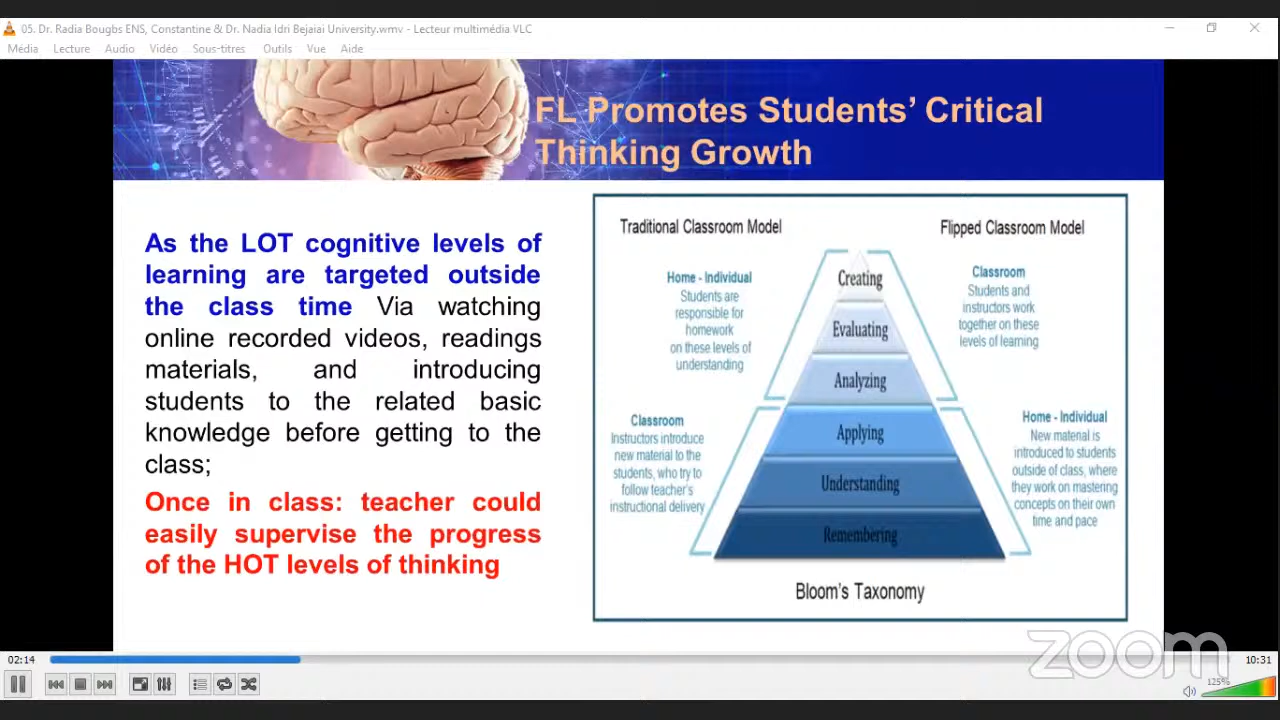 05. Dr. Radia Bougbs ENS, Constantine & Dr. Nadia Idri Bejaiai University.wmv - Lecteur multimédia VLC
Média Lecture Audio Vidéo Sous-titres Outils Vue Aide
FL Promotes Students’ Critical
Thinking Growth
As the LOT cognitive levels of
learning are targeted outside
the class time Via watching
online recorded videos, readings
materials, and introducing
students to the related basic
knowledge before getting to the
class;
Once in class: teacher could
easily supervise the progress
of the HOT levels of thinking
Traditional Classroom Model
Flipped Classroom Model
Home - Individual
Students are
responsible for
homework
on these levels of
understanding
Classroom
Instructors introduce
new material to the
students, who try to
follow teacher's
instructional delivery
Creating
Evaluating
Analyzing
Applying
Understanding
Remembering
Classroom
Students and
instructors work
together on these
levels of learning
Home - Individual
New material is
introduced to students
outside of class, where
they work on mastering
concepts on their own
time and pace
Bloom's Taxonomy
zoom
02:14
10:31
125%